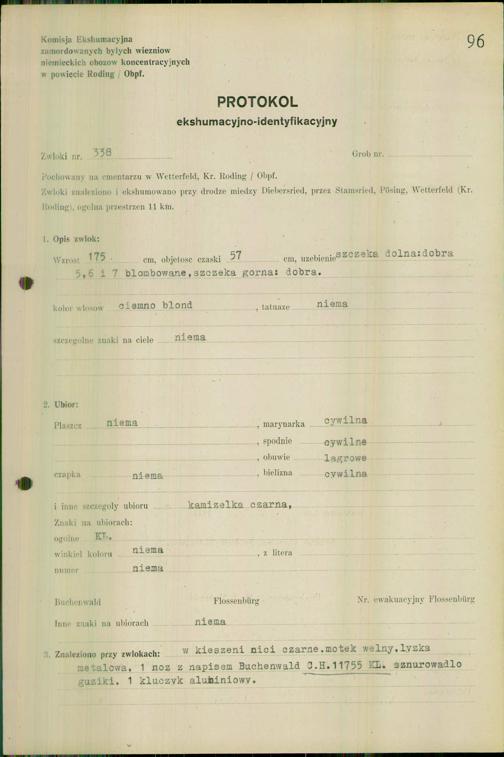 96
Komisja Ekshumacyjna
zamordowanych byłych wiezniow
niemieckich obozow koncentracyjnych
w powiecie Roding / Obpf.
PROTOKOL
ekshumacyjno-identyfikacyjny
Zwloki nr. 338 Grob nr.
Pochowany na cmentarzu w Wetterfeld, Kr. Roding / Obpf.
Zwloki znaleziono i ekshumowano przy drodze miedzy Diebersried, przez Stamsried, Pösing, Wetterfeld (Kr.
Roding), ogolna przestrzen 11 km.
1. Opis zwlok:
Wzrost 175 cm, objetosc czaski 57 cm, uzebienie szczeka dolna:dobra
5,6 i 7 blombowane,szczeka gorna: dobra.
kolor wlosow ciemno blond , tatuaze niema
szczegolne znaki na ciele niema
2. Ubior:
Plaszcz niema , marynarka cywilna
, spodnie cywilne
, obuwie lagrowe
czapka niema , bielizna cywilna
i inne szczegoly ubioru kamizelka czarna,
Znaki na ubiorach:
ogolne KL.
winkiel koloru niema , z litera
numer niema
Buchenwald Flossenbürg Nr. ewakuacyjny Flossenbürg
Inne znaki na ubiorach niema
3. Znaleziono przy zwlokach: w kieszeni nici czarne.motek welny.lyzka
metalowa, 1 noz z napisem Buchenwald C.H.11755 KL. sznurowadlo
guziki. 1 kluczyk aluminiowy.